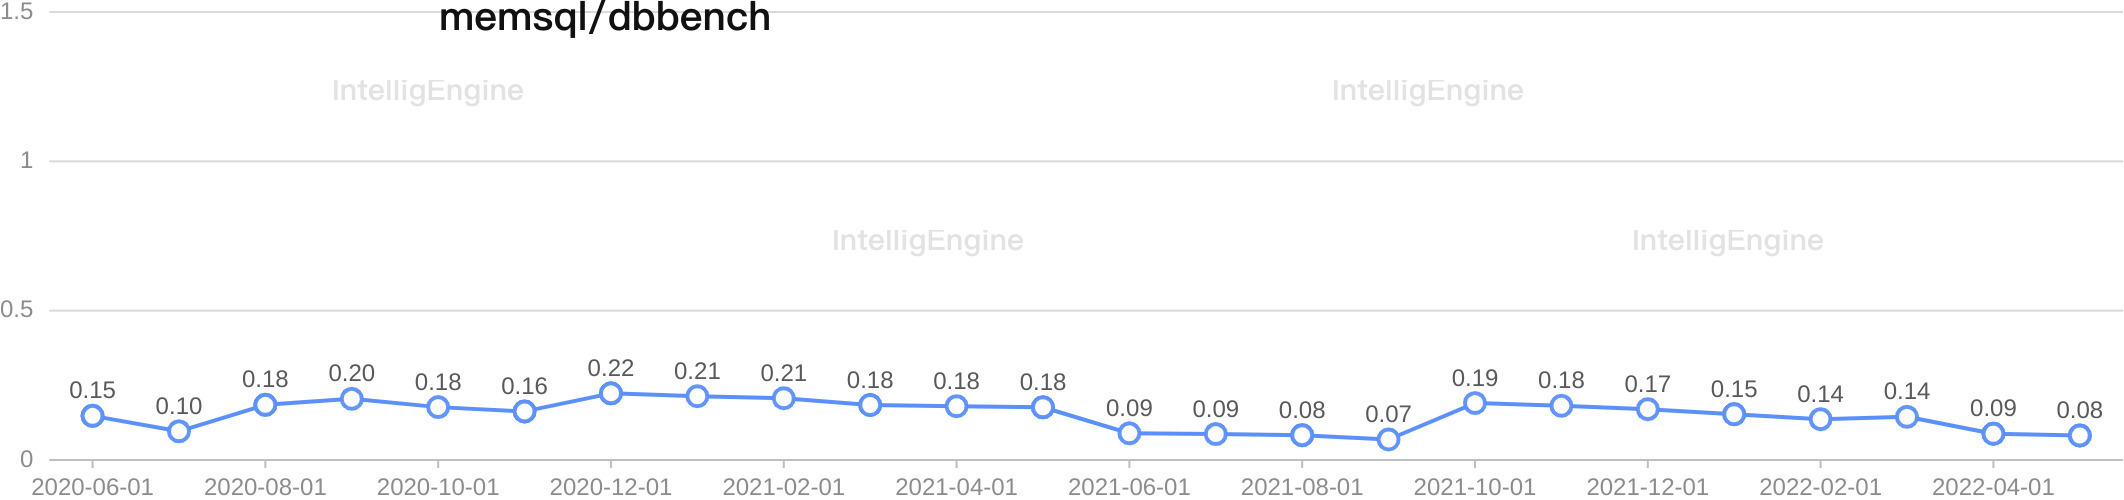 memsql/dbbench
1.5
IntelligEngine IntelligEngine
1
IntelligEngine IntelligEngine
0.5
0.15 0.10 0.18 0.20 0.18 0.16 0.22 0.21 0.21 0.18 0.18 0.18 0.09 0.09 0.08 0.07 0.19 0.18 0.17 0.15 0.14 0.14 0.09 0.08
0
2020-06-01 2020-08-01 2020-10-01 2020-12-01 2021-02-01 2021-04-01 2021-06-01 2021-08-01 2021-10-01 2021-12-01 2022-02-01 2022-04-01